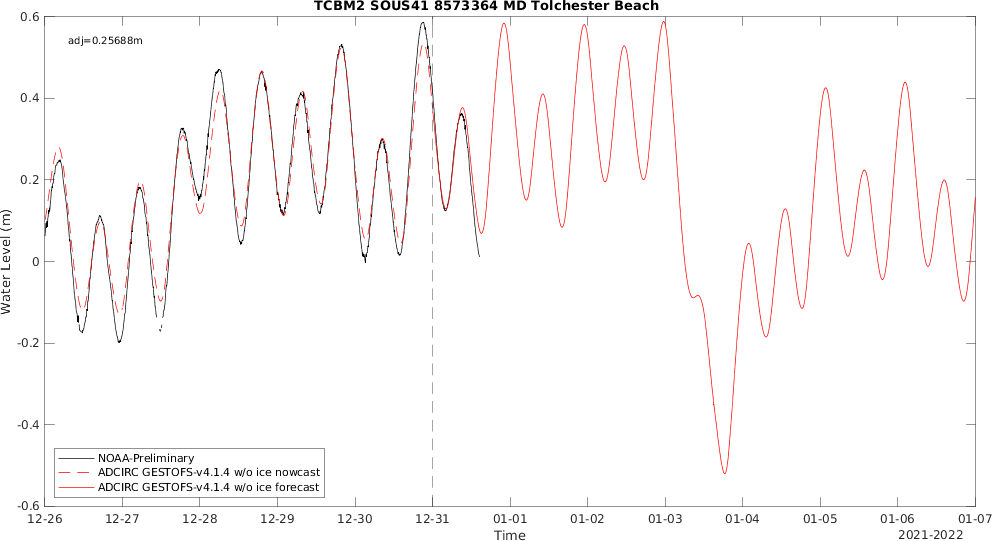 TCBM2 SOUS41 8573364 MD Tolchester Beach
adj=0.25688m
0.6
0.4
0.2
0
-0.2
-0.4
-0.6
Water Level (m)
NOAA-Preliminary
ADCIRC GESTOFS-v4.1.4 w/o ice nowcast
ADCIRC GESTOFS-v4.1.4 w/o ice forecast
12-26 12-27 12-28 12-29 12-30 12-31 01-01 01-02 01-03 01-04 01-05 01-06 01-07
Time
2021-2022